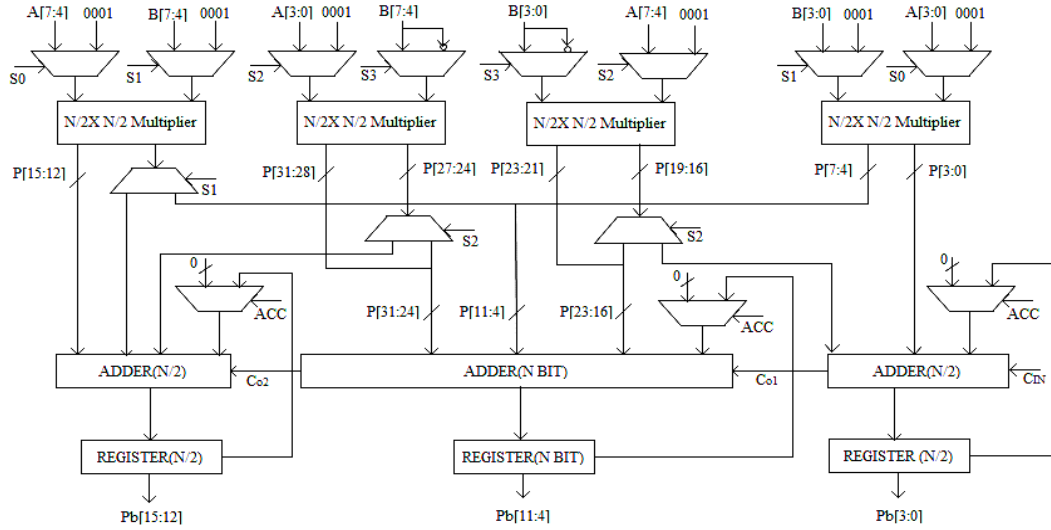 A[7:4] 0001 B[7:4] 0001 A[3:0] 0001 B[7:4] B[3:0] A[7:4] 0001 B[3:0] 0001 A[3:0] 0001
S0 S1 S2 S3 S3 S2 S1 S0
N/2X N/2 Multiplier N/2X N/2 Multiplier N/2X N/2 Multiplier N/2X N/2 Multiplier
P[15:12] P[31:28] P[27:24] P[23:21] P[19:16] P[7:4] P[3:0]
S1
S2 S2
0 0 0
ACC ACC ACC
P[31:24] P[11:4] P[23:16]
ADDER(N/2) Co2 ADDER(N BIT) Co1 ADDER(N/2) CIN
REGISTER(N/2) REGISTER(N BIT) REGISTER (N/2)
Pb[15:12] Pb[11:4] Pb[3:0]